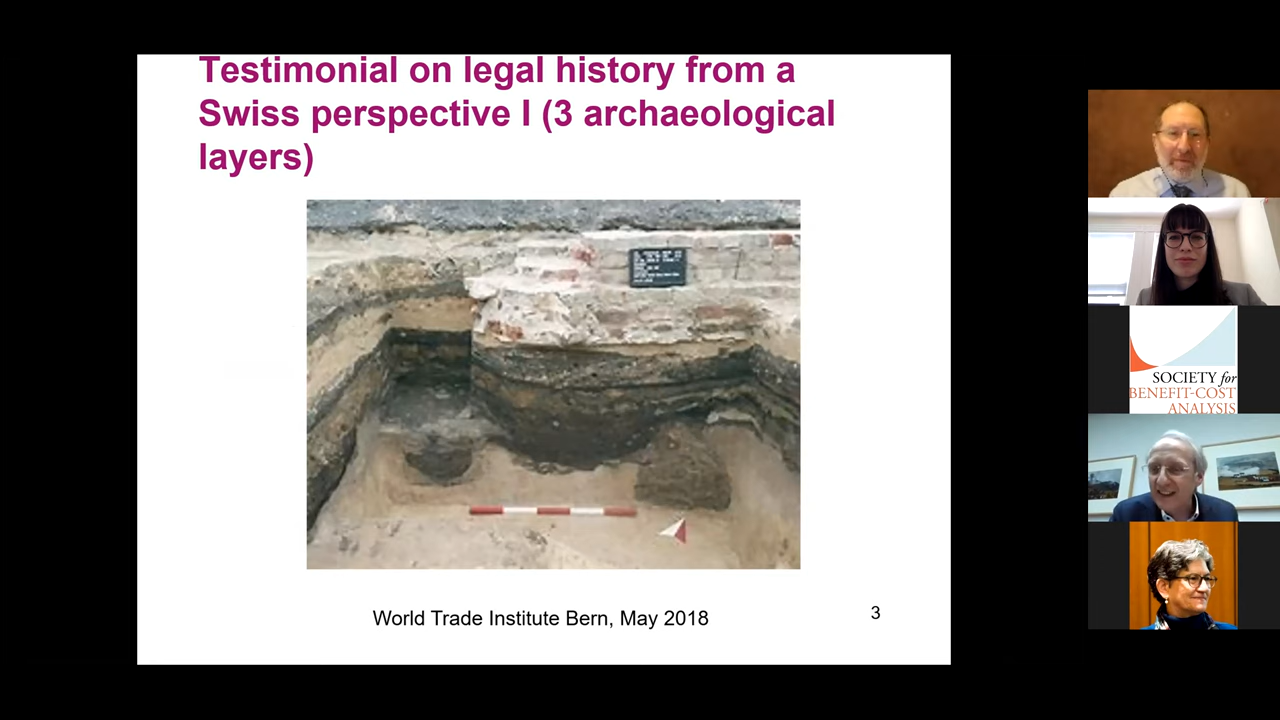 Testimonial on legal history from a
Swiss perspective I (3 archaeological
layers)
World Trade Institute Bern, May 2018
3
SOCIETY for
BENEFIT-COST
ANALYSIS